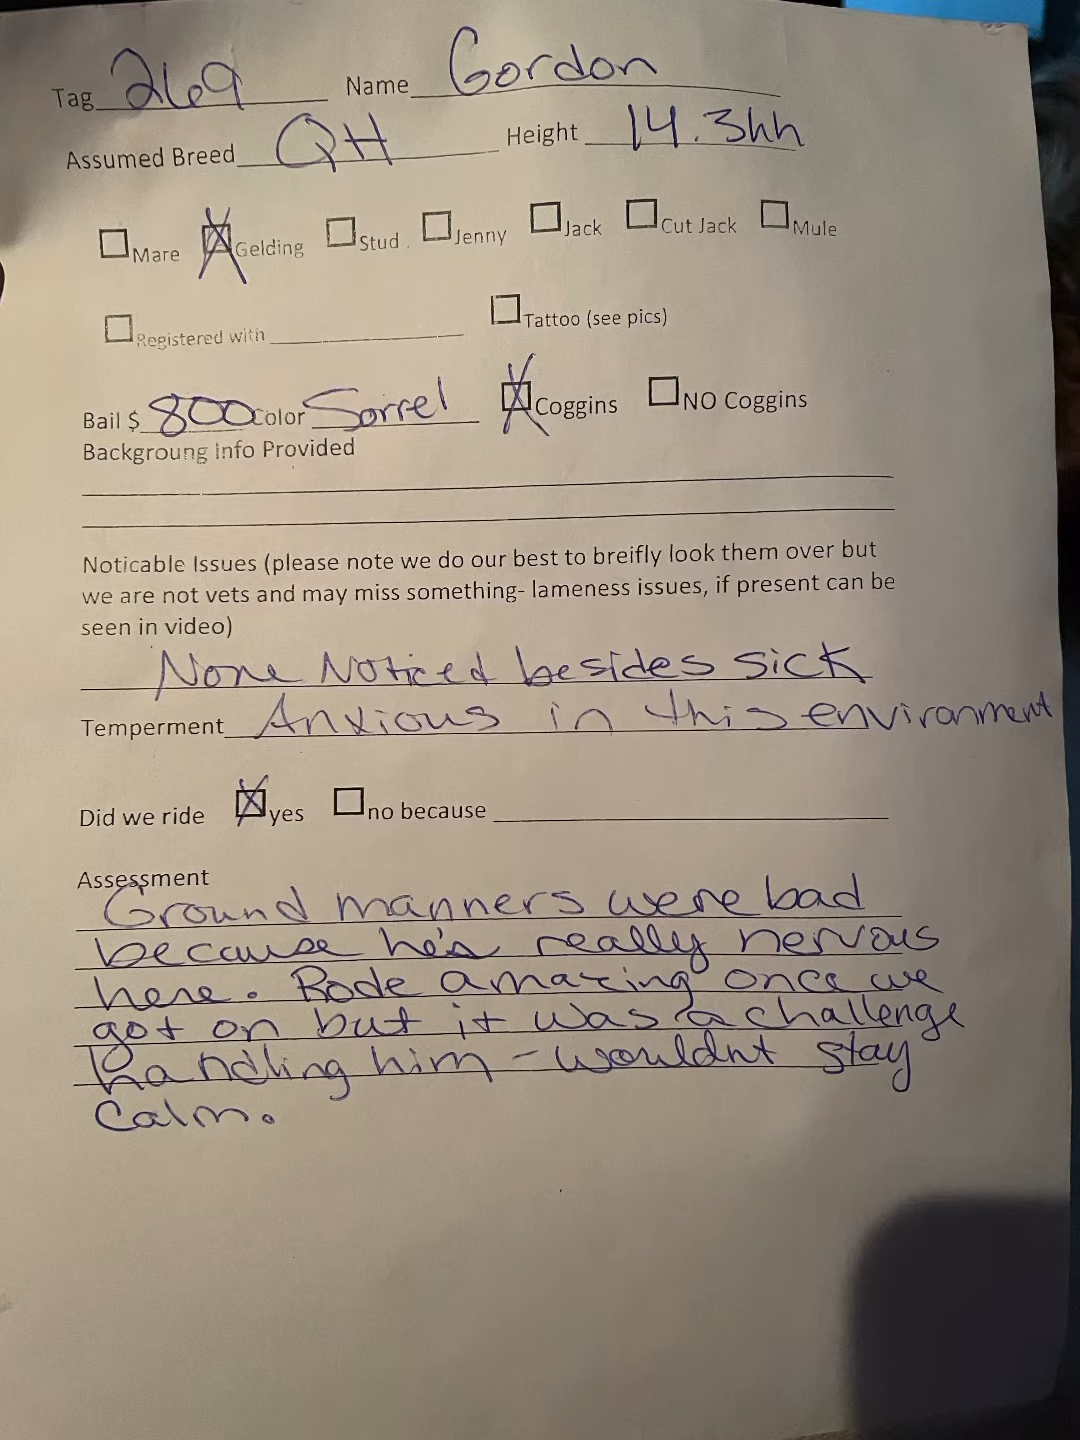 Tag 269 Name Gordon
Assumed Breed QH Height 14.3hh
Mare Gelding Stud . Jenny Jack Cut Jack Mule
Registered with Tattoo (see pics)
Bail $ 800 Color Sorrel Coggins NO Coggins
Backgroung Info Provided
Noticable Issues (please note we do our best to breifly look them over but
we are not vets and may miss something- lameness issues, if present can be
seen in video)
None Noticed besides sick
Temperment Anxious in this environment
Did we ride yes no because
Assessment
Ground manners were bad
because he's really nervous
here. Rode amazing once we
got on but it was a challenge
handling him - wouldnt stay
calm.